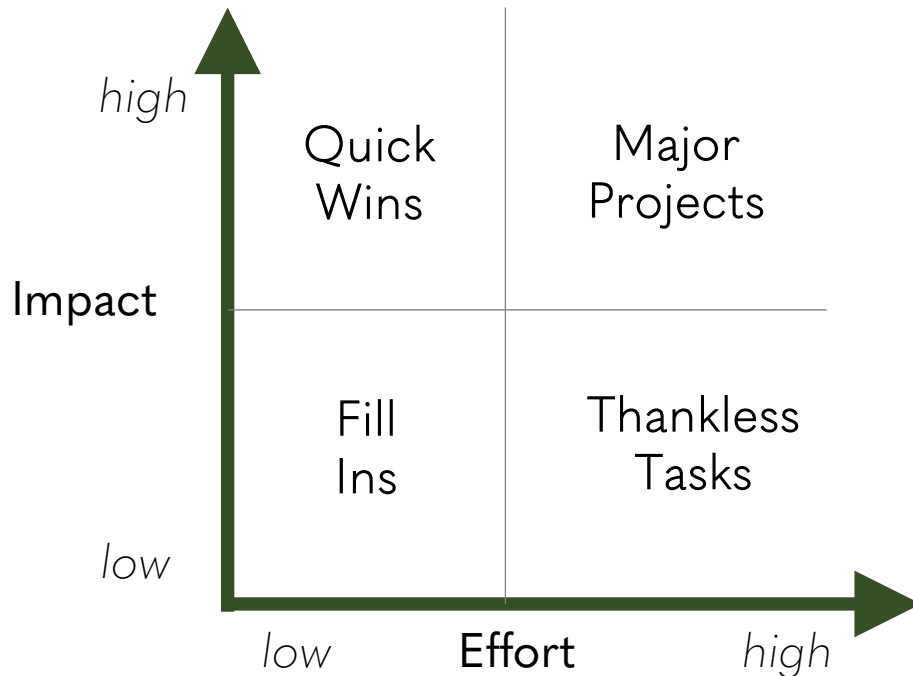 high
Quick
Wins
Major
Projects
Impact
Fill
Ins
Thankless
Tasks
low
low
Effort
high